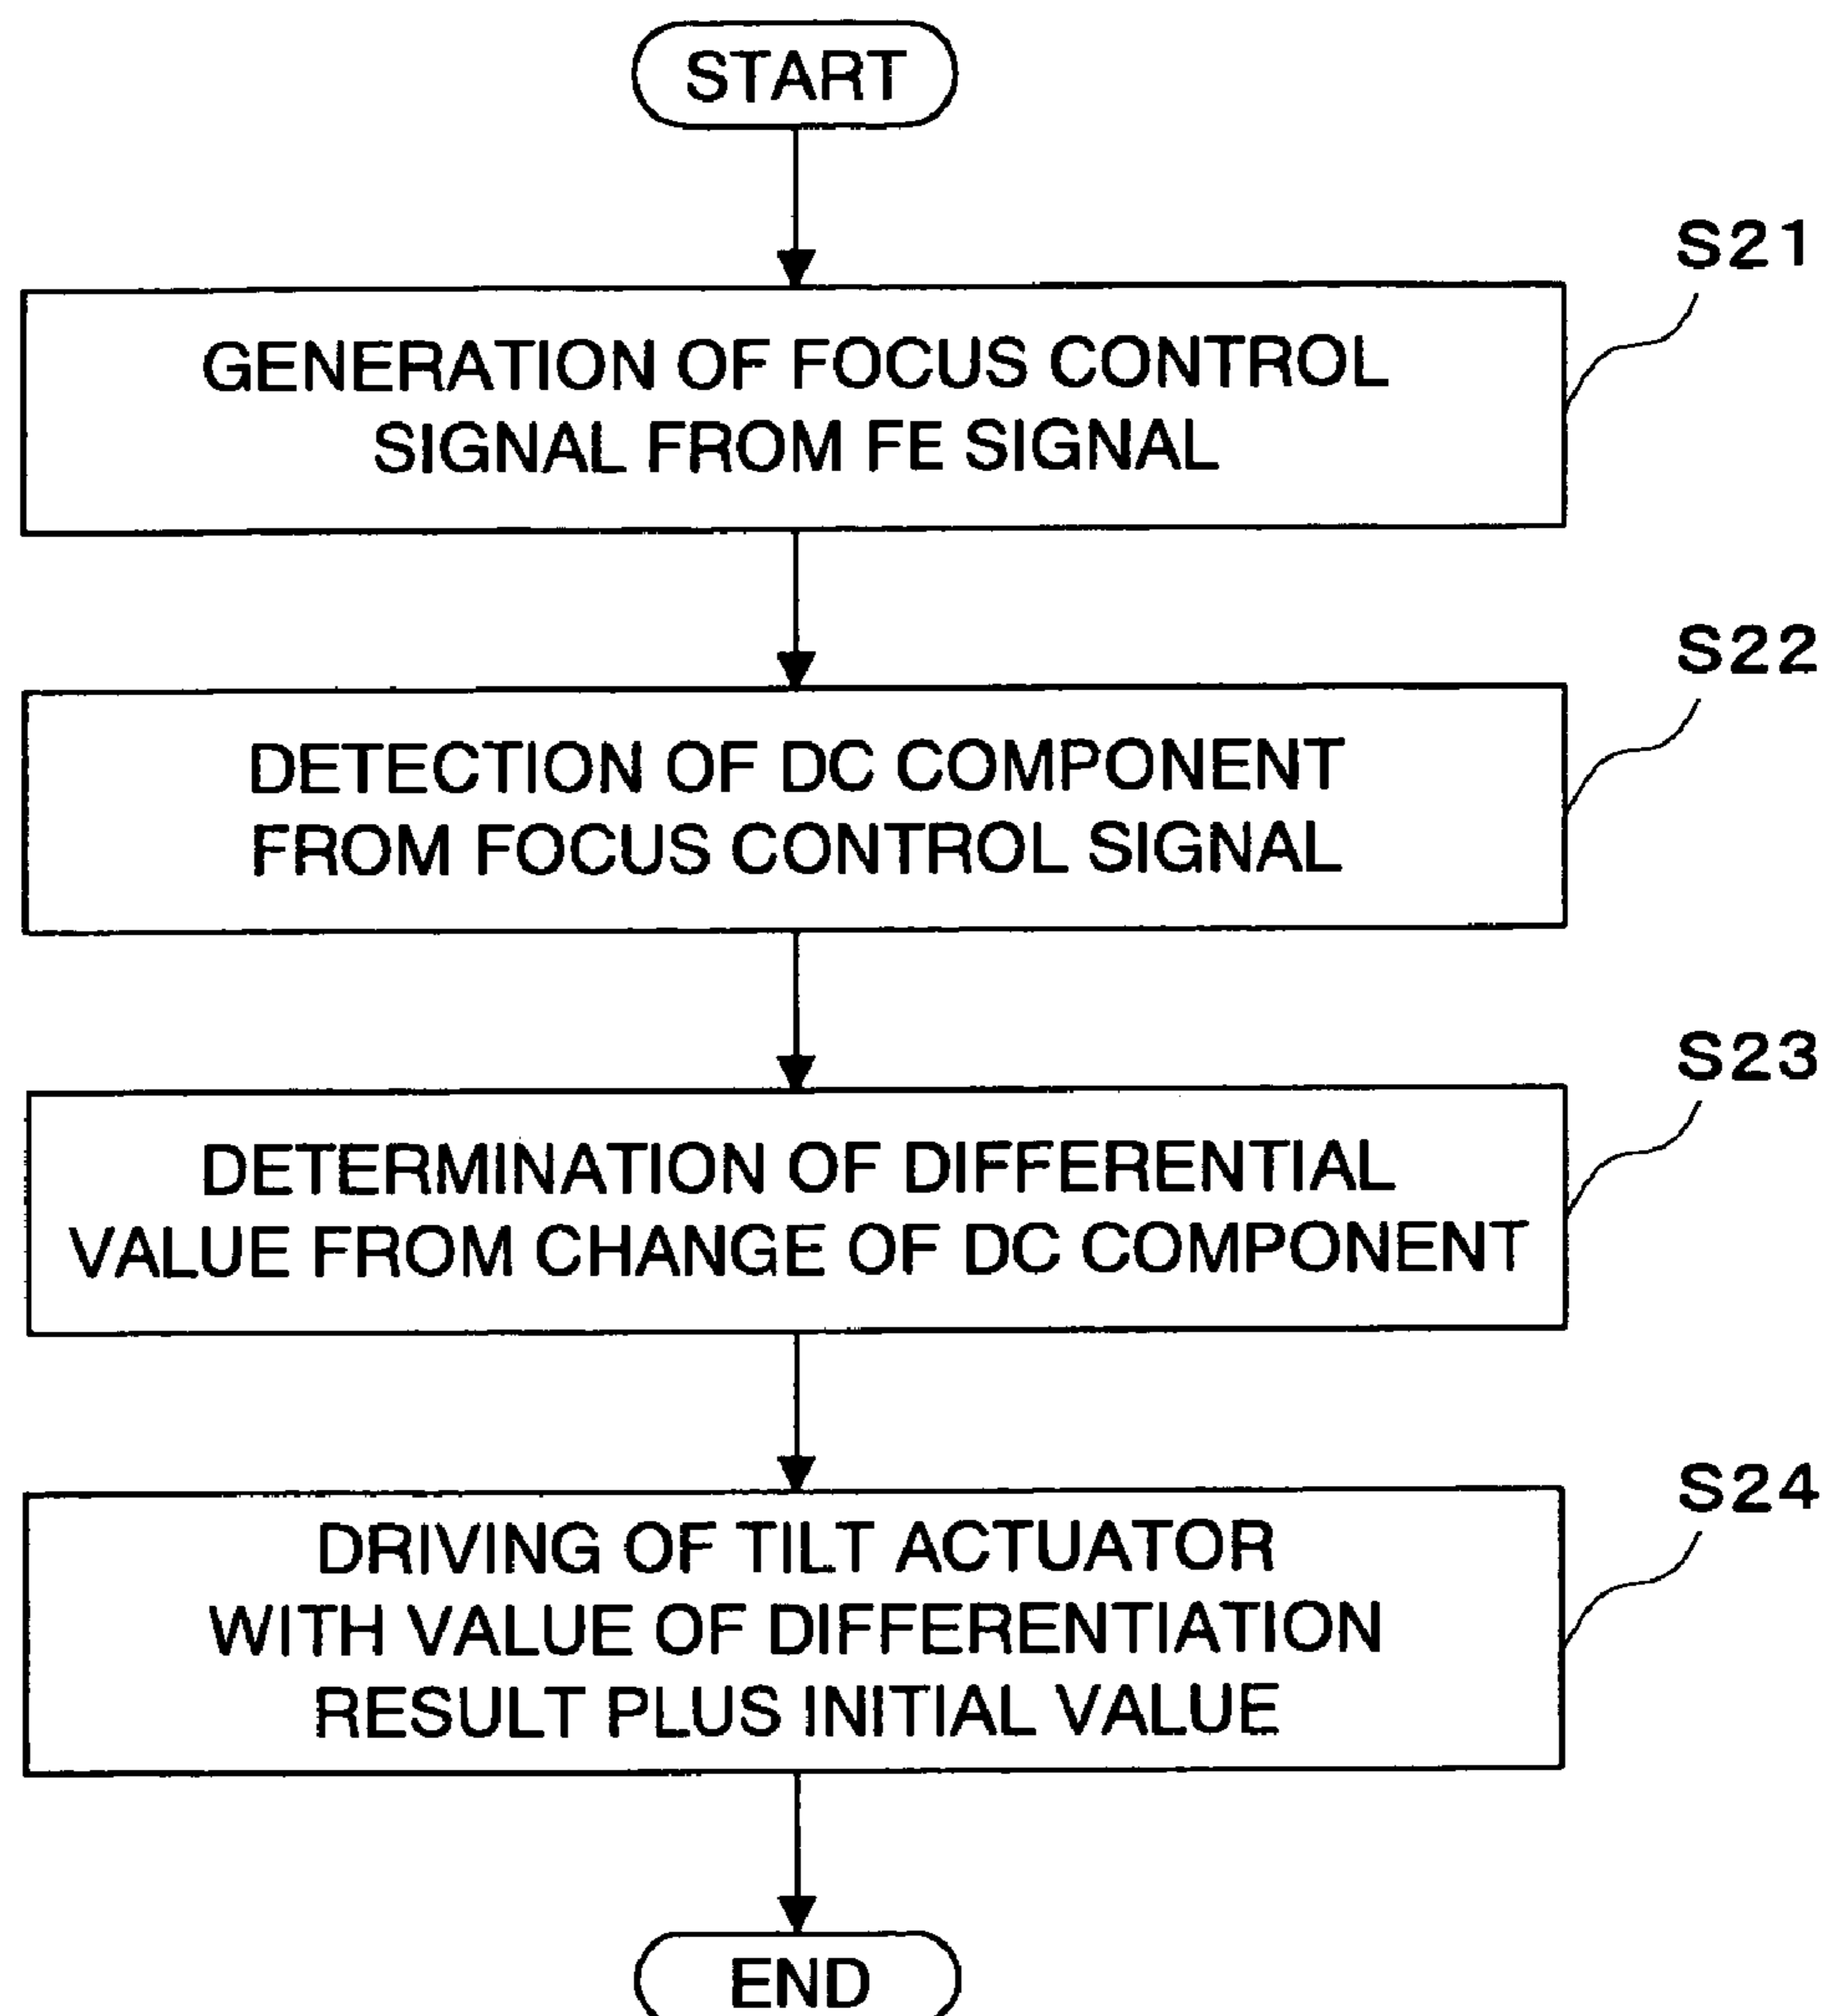 START
S21
GENERATION OF FOCUS CONTROL
SIGNAL FROM FE SIGNAL
S22
DETECTION OF DC COMPONENT
FROM FOCUS CONTROL SIGNAL
S23
DETERMINATION OF DIFFERENTIAL
VALUE FROM CHANGE OF DC COMPONENT
S24
DRIVING OF TILT ACTUATOR
WITH VALUE OF DIFFERENTIATION
RESULT PLUS INITIAL VALUE
END